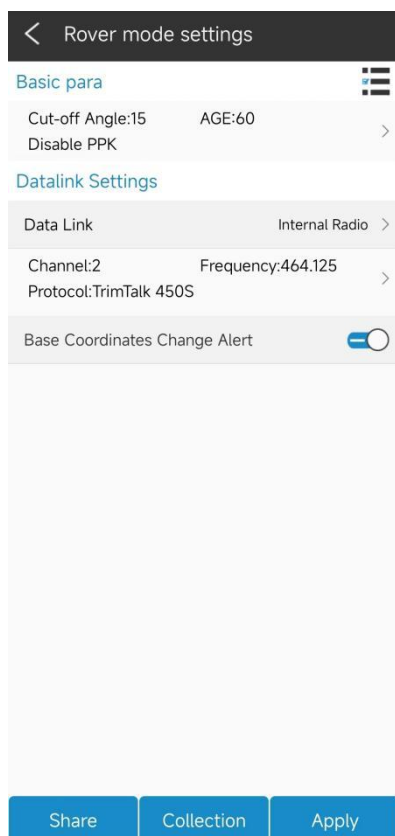 Rover mode settings
Basic para
Cut-off Angle:15 AGE:60
Disable PPK
Datalink Settings
Data Link Internal Radio
Channel:2 Frequency:464.125
Protocol:TrimTalk 450S
Base Coordinates Change Alert
Share Collection Apply